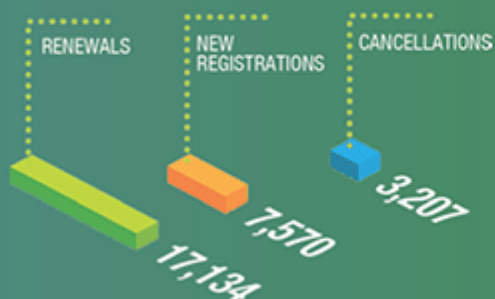 RENEWALS
NEW
REGISTRATIONS
CANCELLATIONS
17,134
7,570
3,207